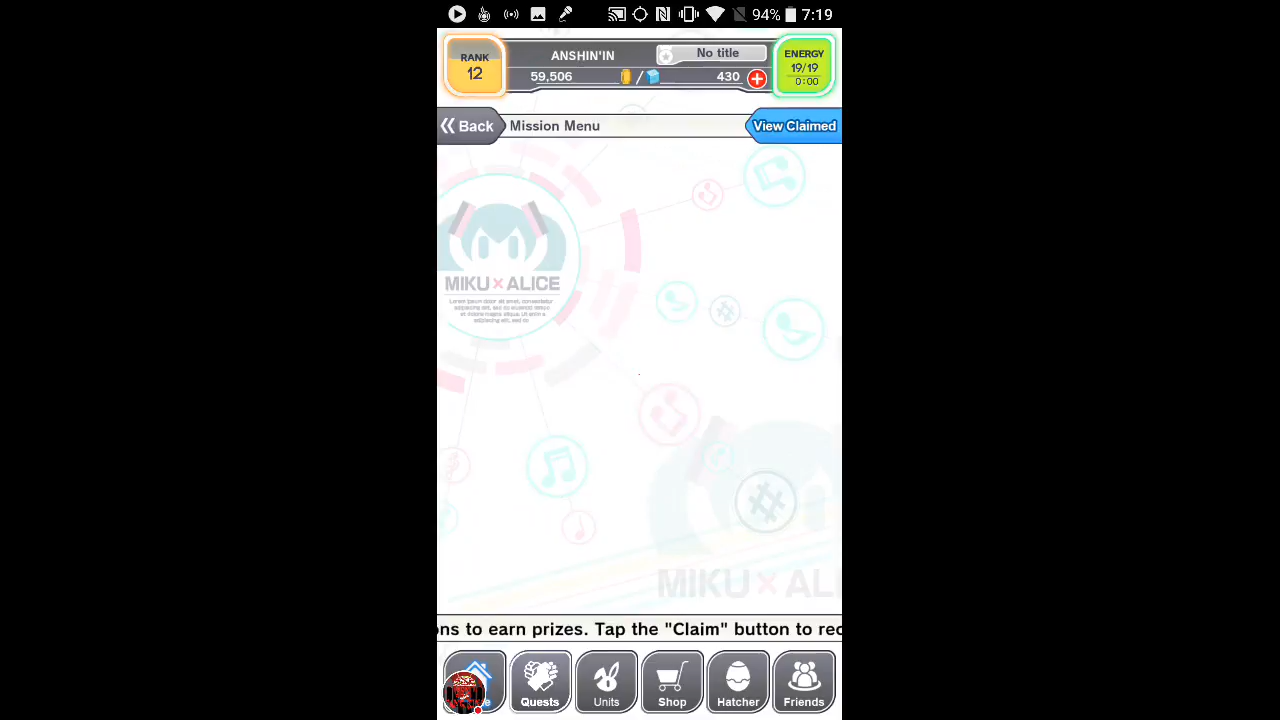 94% 7:19
RANK
12
ANSHIN'IN
No title
59,506 / 430
ENERGY
19/19
0:00
Back
Mission Menu
View Claimed
MIKU×ALICE
MIKU×AL
ons to earn prizes. Tap the "Claim" button to rec
Quests
Units
Shop
Hatcher
Friends